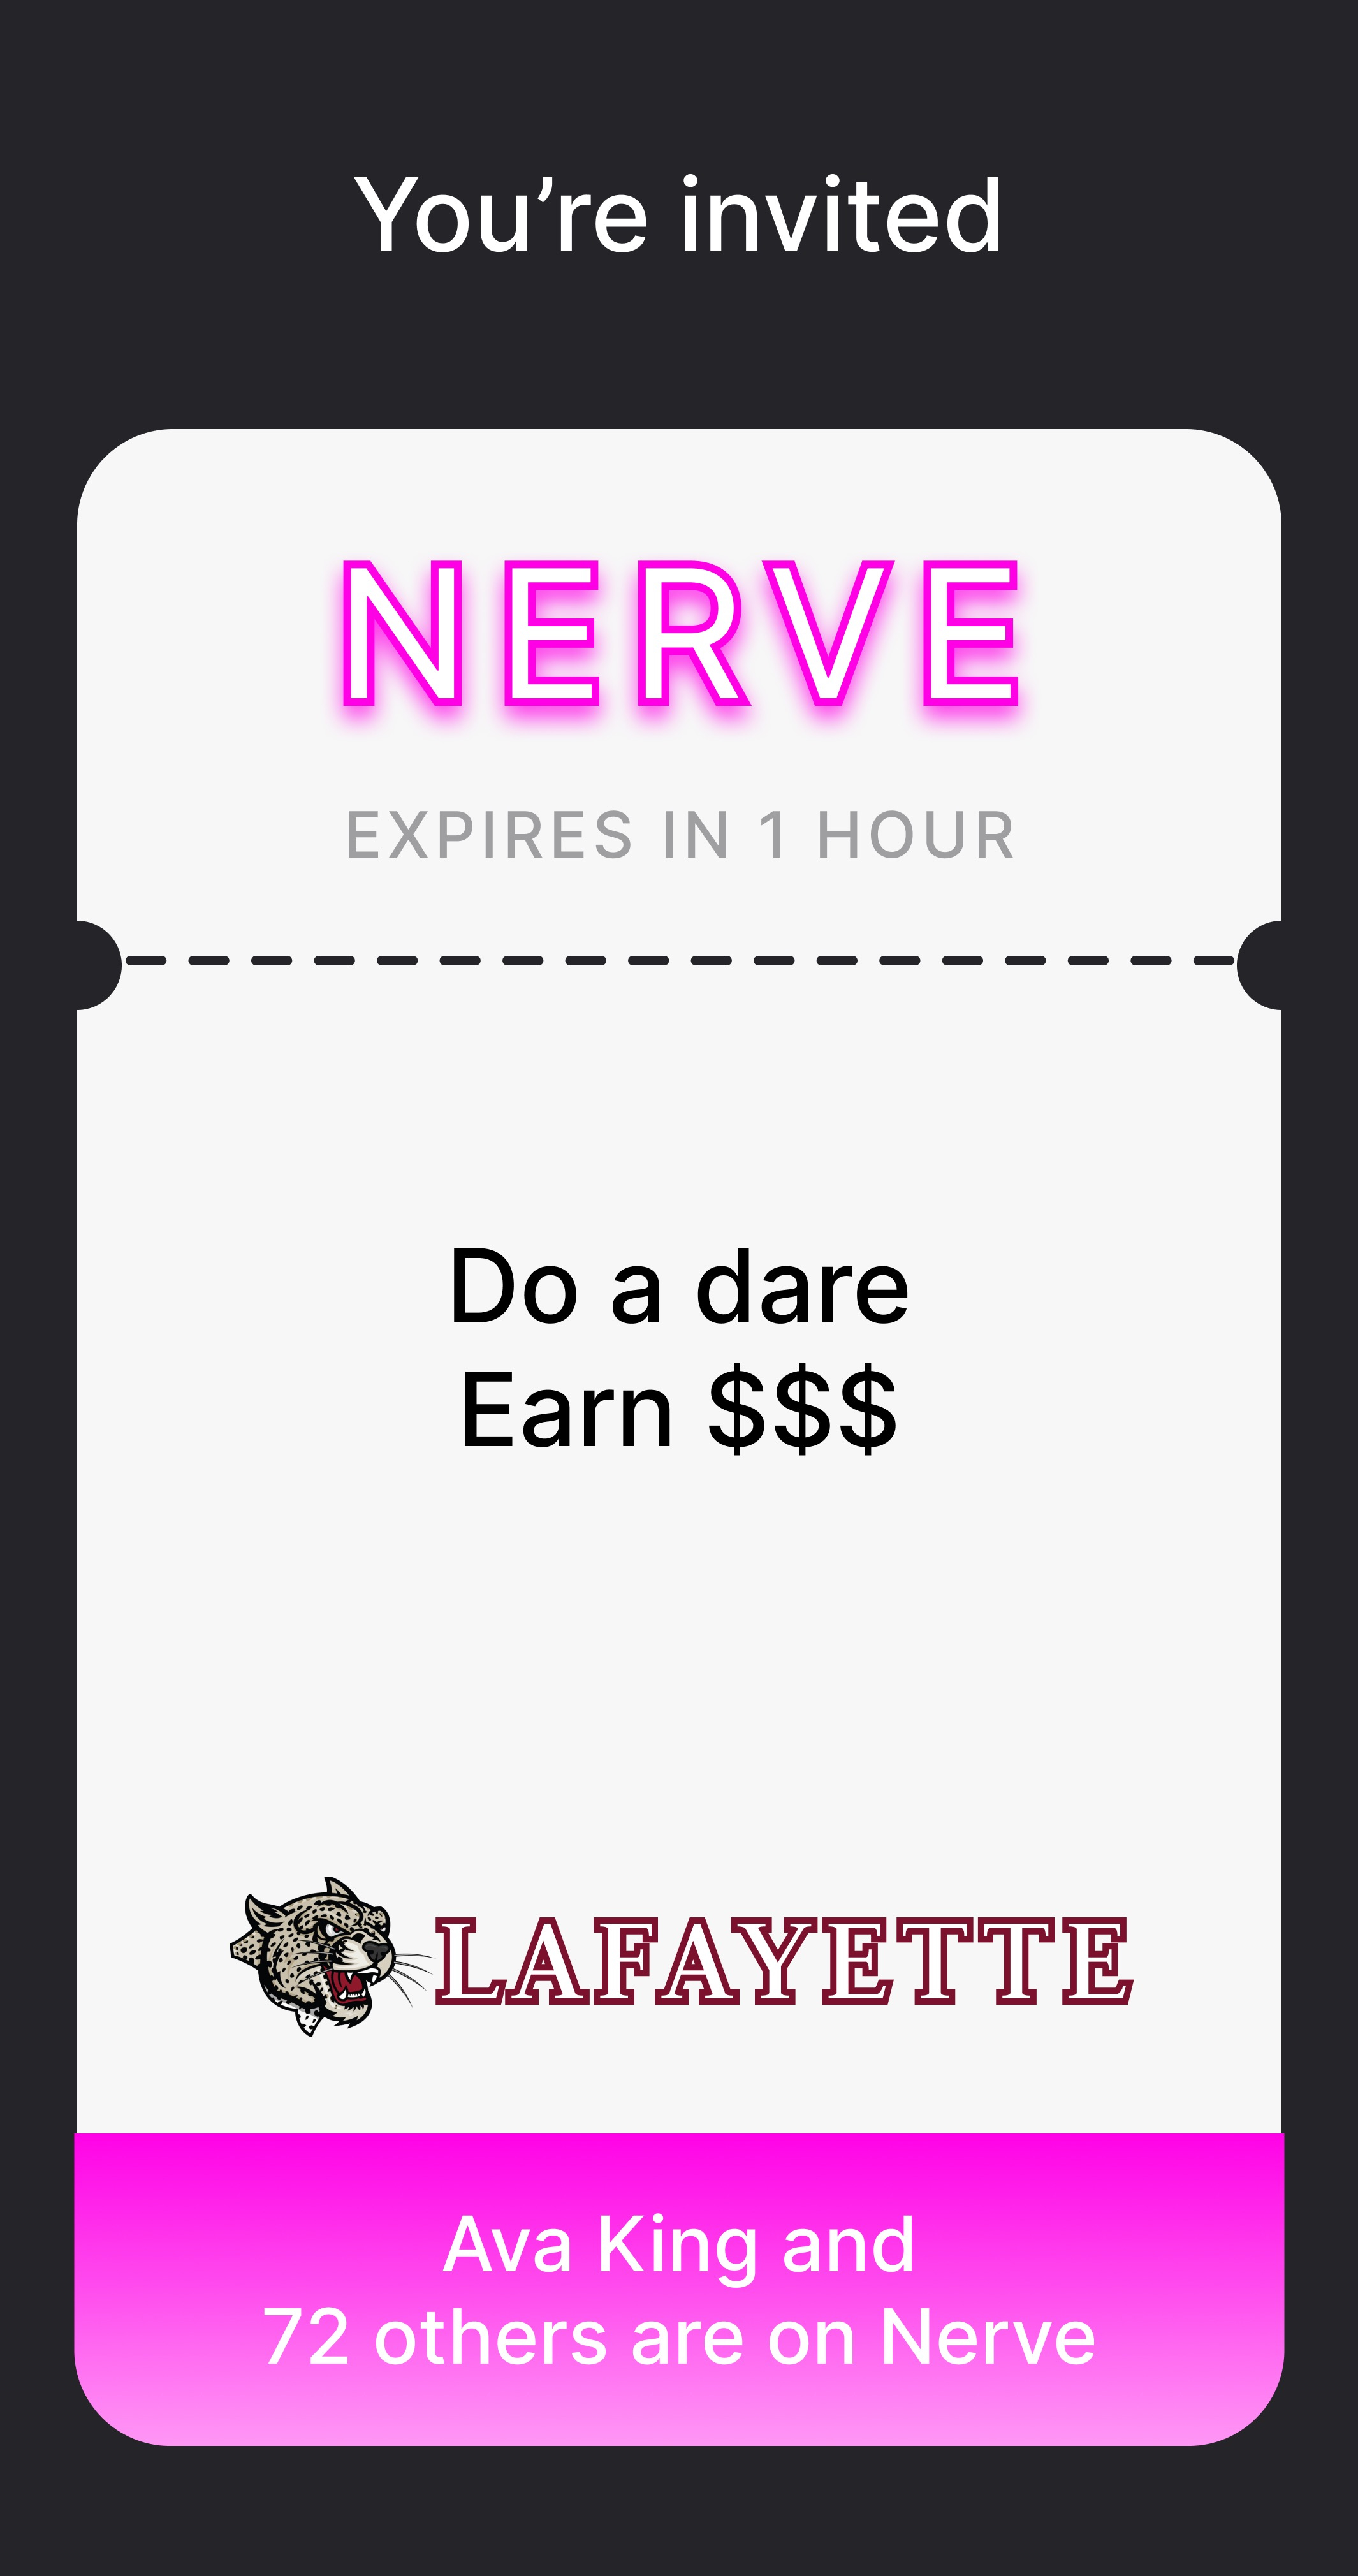 You’re invited
NERVE
EXPIRES IN 1 HOUR
Do a dare
Earn $$$
LAFAYETTE
Ava King and
72 others are on Nerve